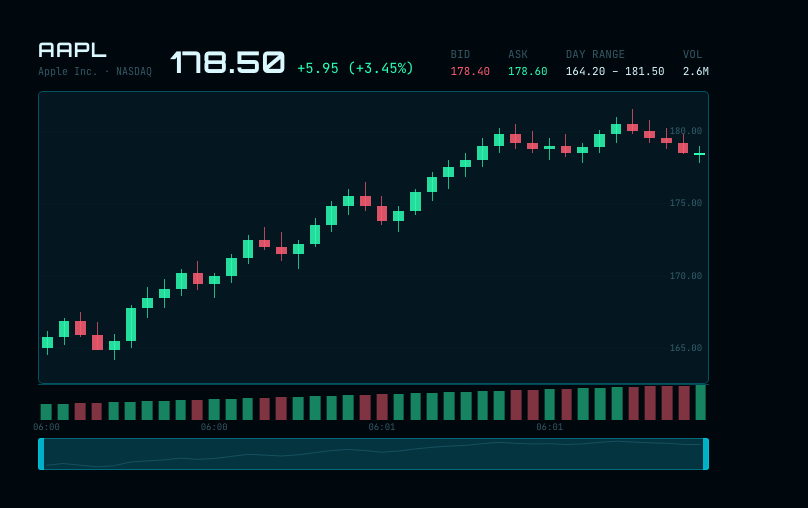 AAPL
Apple Inc. · NASDAQ
178.50
+5.95 (+3.45%)
BID
178.40
ASK
178.60
DAY RANGE
164.20 – 181.50
VOL
2.6M
180.00
175.00
170.00
165.00
06:00 06:00 06:01 06:01